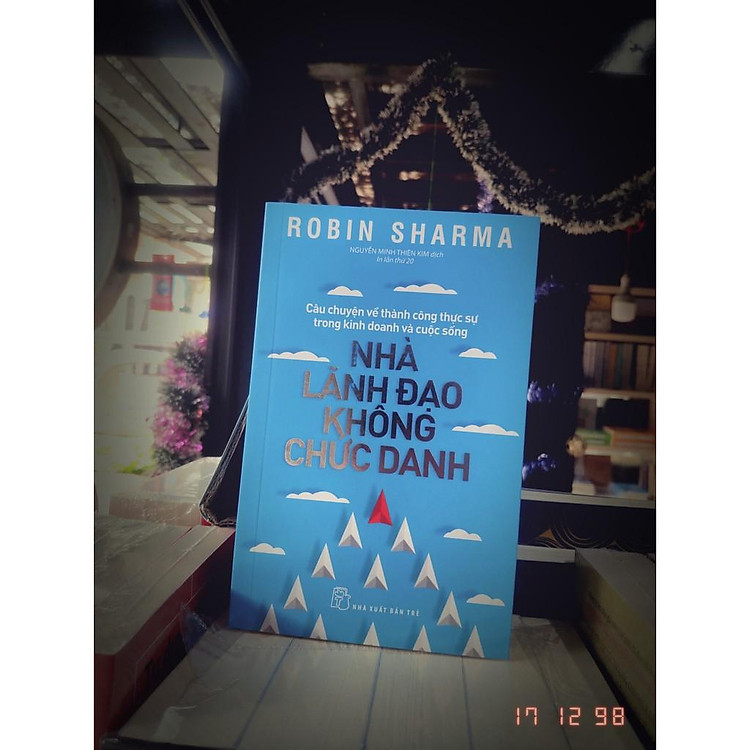 ROBIN SHARMA
NGUYỄN MINH THIÊN KIM dịch
In lần thứ 20
Câu chuyện về thành công thực sự
trong kinh doanh và cuộc sống
NHÀ
LÃNH ĐẠO
KHÔNG
CHỨC DANH
NHÀ XUẤT BẢN TRẺ
17 12 98